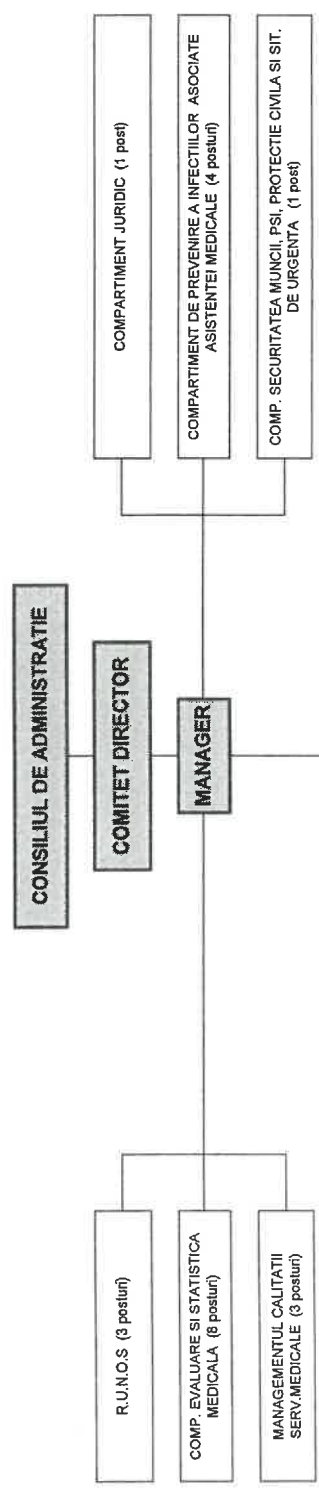 CONSILIUL DE ADMINISTRATIE
COMITET DIRECTOR
MANAGER
R.U.N.O.S (3 posturi)
COMP. EVALUARE SI STATISTICA
MEDICALA (8 posturi)
MANAGEMENTUL CALITATII
SERV.MEDICALE (3 posturi)
COMPARTIMENT JURIDIC (1 post)
COMPARTIMENT DE PREVENIRE A INFECTIILOR ASOCIATE
ASISTENTEI MEDICALE (4 posturi)
COMP. SECURITATEA MUNCII, PSI, PROTECTIE CIVILA SI SIT.
DE URGENTA (1 post)